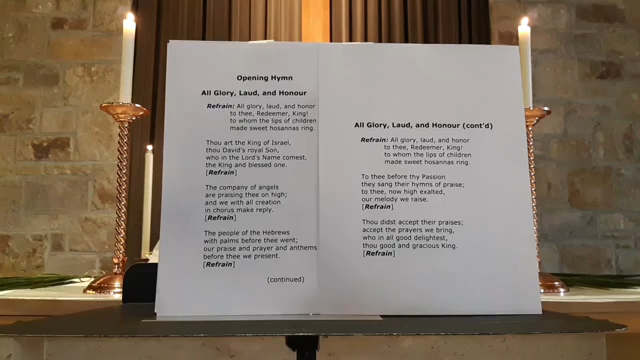 Opening Hymn
All Glory, Laud, and Honour
Refrain: All glory, laud, and honor
to thee, Redeemer, King!
to whom the lips of children
made sweet hosannas ring.
Thou art the King of Israel,
thou David's royal Son,
who in the Lord's Name comest,
the King and blessed one.
[Refrain]
The company of angels
are praising thee on high;
and we with all creation
in chorus make reply.
[Refrain]
The people of the Hebrews
with palms before thee went;
our praise and prayer and anthems
before thee we present.
[Refrain]
(continued)
All Glory, Laud, and Honour (cont'd)
Refrain: All glory, laud, and honor
to thee, Redeemer, King!
to whom the lips of children
made sweet hosannas ring.
To thee before thy Passion
they sang their hymns of praise;
to thee, now high exalted,
our melody we raise.
[Refrain]
Thou didst accept their praises;
accept the prayers we bring,
who in all good delightest,
thou good and gracious King.
[Refrain]